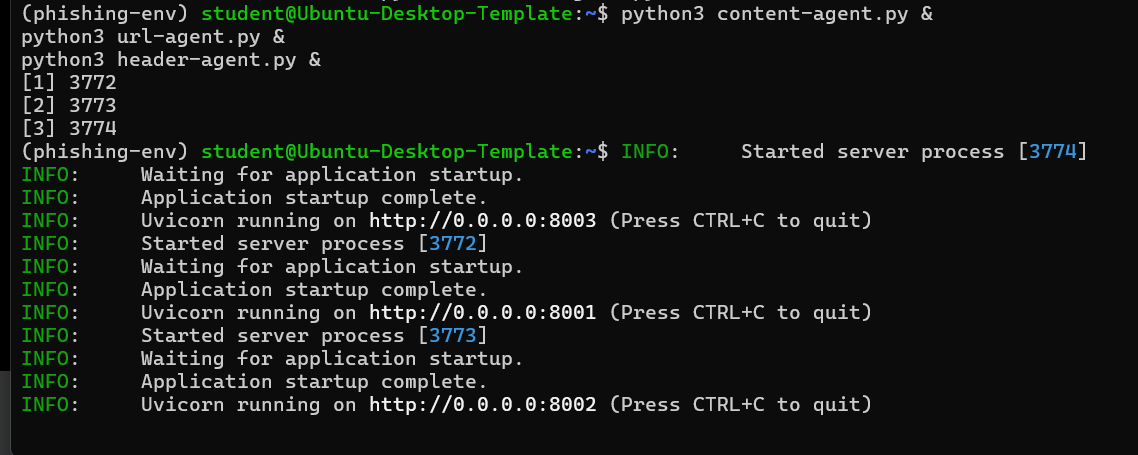 (phishing-env) student@Ubuntu-Desktop-Template:~$ python3 content-agent.py &
python3 url-agent.py &
python3 header-agent.py &
[1] 3772
[2] 3773
[3] 3774
(phishing-env) student@Ubuntu-Desktop-Template:~$ INFO:     Started server process [3774]
INFO:     Waiting for application startup.
INFO:     Application startup complete.
INFO:     Uvicorn running on http://0.0.0.0:8003 (Press CTRL+C to quit)
INFO:     Started server process [3772]
INFO:     Waiting for application startup.
INFO:     Application startup complete.
INFO:     Uvicorn running on http://0.0.0.0:8001 (Press CTRL+C to quit)
INFO:     Started server process [3773]
INFO:     Waiting for application startup.
INFO:     Application startup complete.
INFO:     Uvicorn running on http://0.0.0.0:8002 (Press CTRL+C to quit)